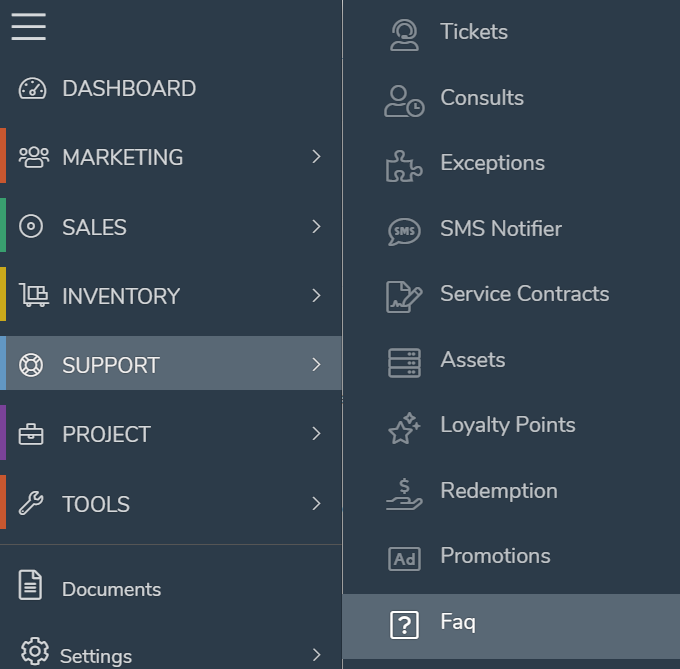 DASHBOARD
MARKETING
SALES
INVENTORY
SUPPORT
PROJECT
TOOLS
Documents
Settings
Tickets
Consults
Exceptions
SMS
SMS Notifier
Service Contracts
Assets
Loyalty Points
$
Redemption
Ad
Promotions
?
Faq